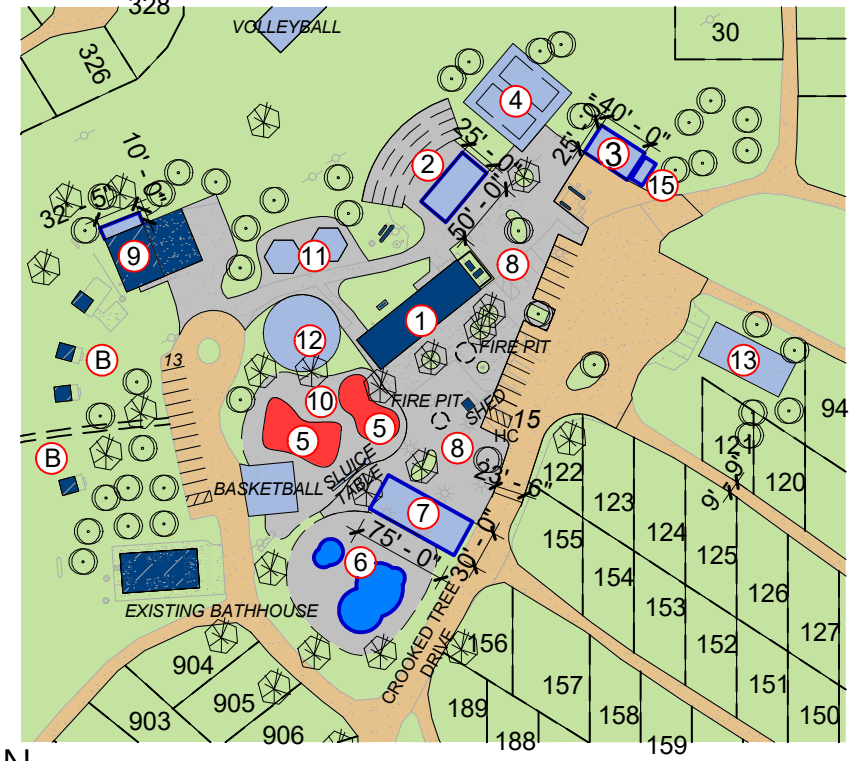 328
VOLLEYBALL
30
326
4
25' - 0"
40' - 0"
25' - 0"
3
2
15
10' - 0"
32' - 5"
50' - 0"
9
11
8
1
12
FIRE PIT
13
B
13
10
FIRE PIT
SHED
15
HC
94
5
5
8
121
B
SLUICE
TABLE
BASKETBALL
23' - 6"
122
123
120
9'
9'
7
124
155
125
75' - 0"
30' - 0"
6
154
126
153
EXISTING BATHHOUSE
CROOKED TREE
DRIVE
156
152
127
904
157
151
905
903
189
158
150
906
188
159
N